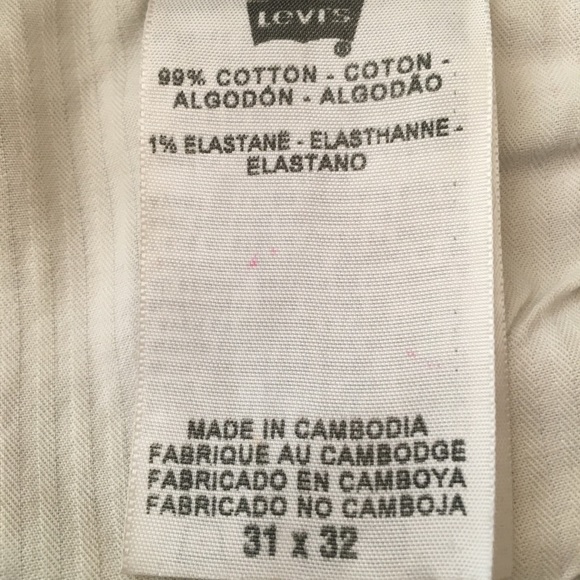 Levi's
®
99% COTTON - COTON -
ALGODÓN - ALGODÃO
1% ELASTANE - ELASTHANNE -
ELASTANO
MADE IN CAMBODIA
FABRIQUE AU CAMBODGE
FABRICADO EN CAMBOYA
FABRICADO NO CAMBOJA
31 x 32